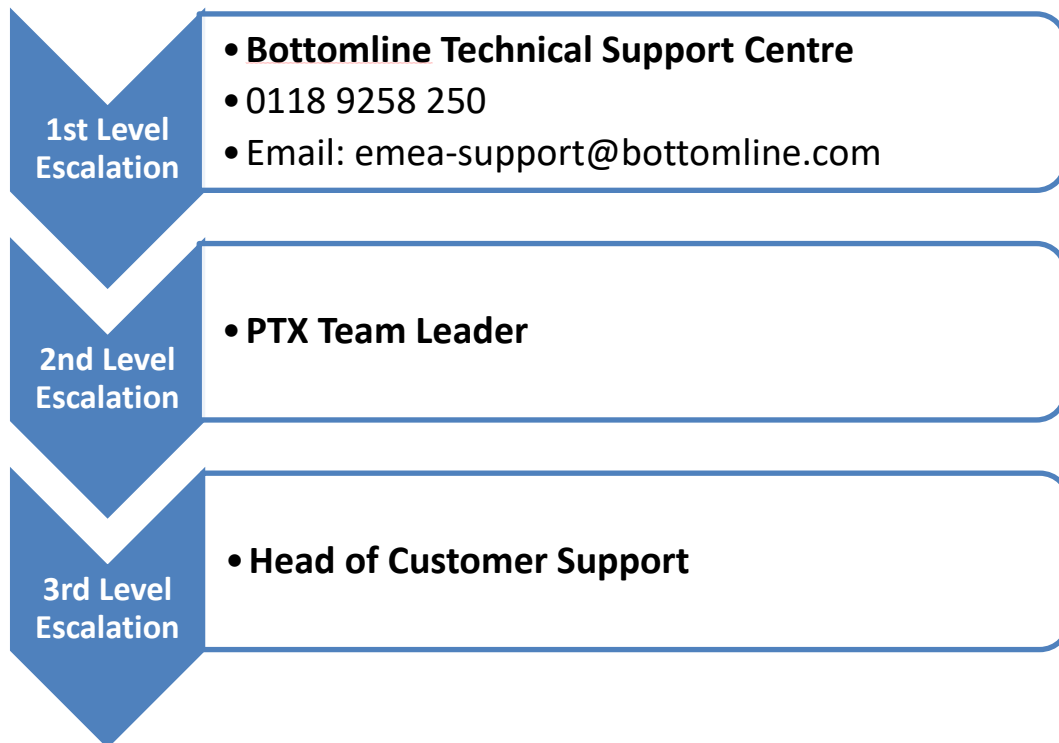 1st Level
Escalation
• Bottomline Technical Support Centre
• 0118 9258 250
• Email: emea-support@bottomline.com
2nd Level
Escalation
• PTX Team Leader
3rd Level
Escalation
• Head of Customer Support